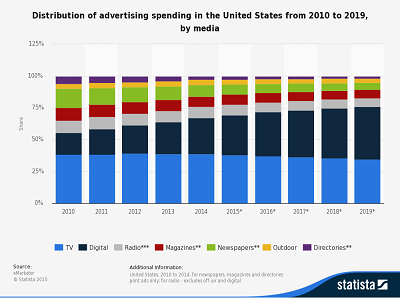 Distribution of advertising spending in the United States from 2010 to 2019,
by media
125%
100%
75%
50%
25%
0%
Share
2010 2011 2012 2013 2014 2015* 2016* 2017* 2018* 2019*
TV Digital Radio*** Magazines** Newspapers** Outdoor Directories**
Source:
eMarketer
© Statista 2015
Additional Information:
United States; 2010 to 2014; for newspapers, magazines and directories
print ads only; for radio - excludes off-air and digital
statista